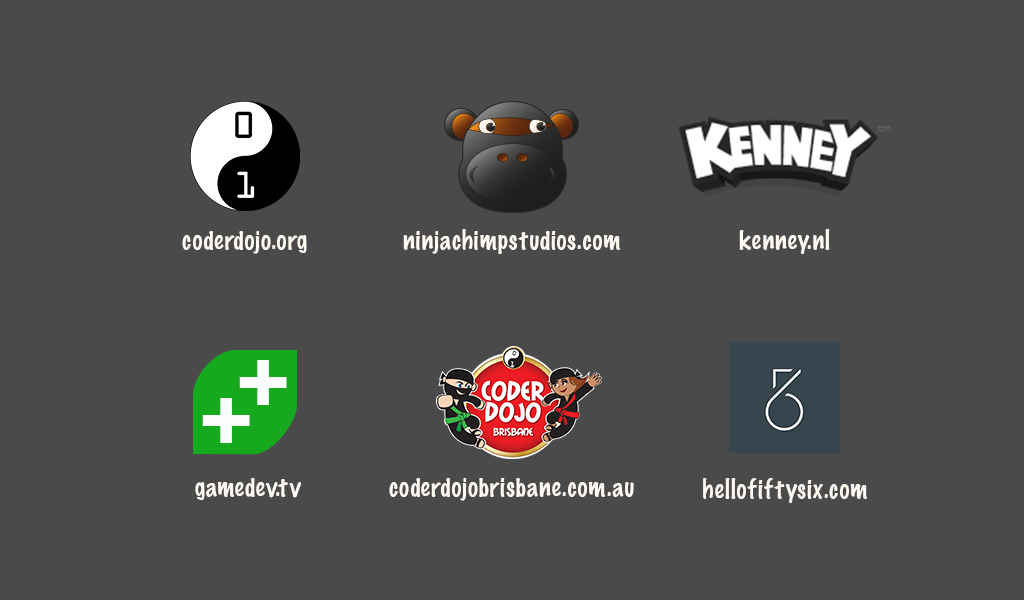 0
1
coderdojo.org
ninjachimpstudios.com
KENNEY
TM
kenney.nl
++
gamedev.tv
CODER
DOJO
BRISBANE
coderdojobrisbane.com.au
56
hellofiftysix.com